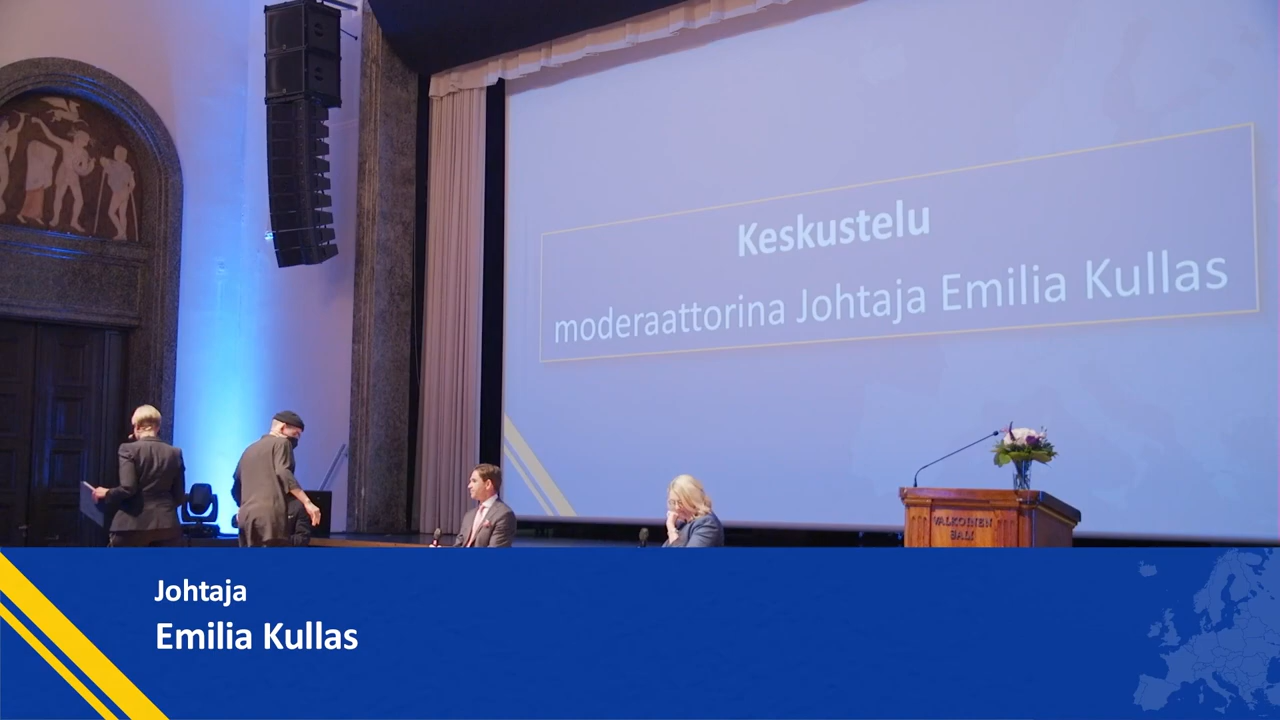 Keskustelu
moderaattorina Johtaja Emilia Kullas
VALKOINEN
SALI
Johtaja
Emilia Kullas